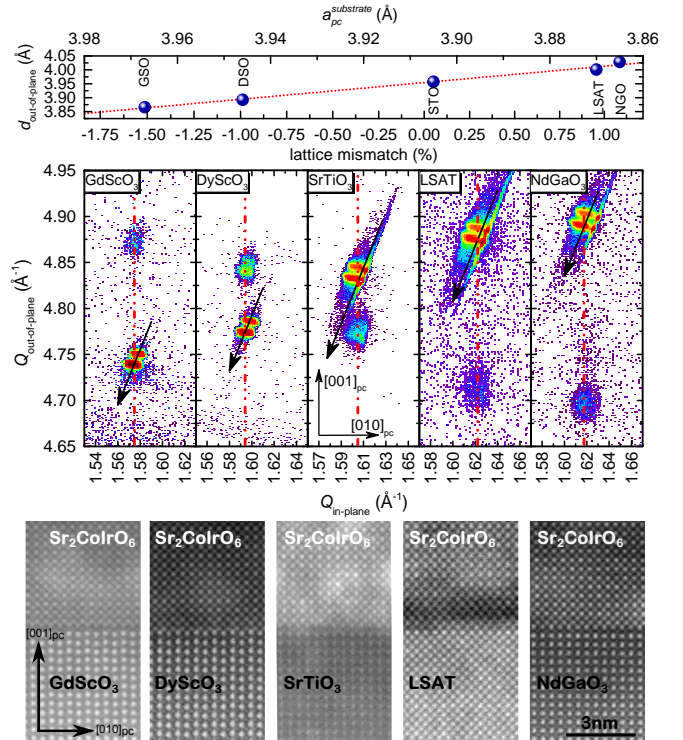 a_pc^substrate (Å)
3.98 3.96 3.94 3.92 3.90 3.88 3.86
d_out-of-plane (Å)
4.05
4.00
3.95
3.90
3.85
GSO DSO STO LSAT NGO
-1.75 -1.50 -1.25 -1.00 -0.75 -0.50 -0.25 0.00 0.25 0.50 0.75 1.00
lattice mismatch (%)
GdScO₃ DyScO₃ SrTiO₃ LSAT NdGaO₃
Q_out-of-plane (Å⁻¹)
4.95
4.90
4.85
4.80
4.75
4.70
4.65
[001]pc
[010]pc
1.54 1.56 1.58 1.60 1.58 1.60 1.62 1.64 1.57 1.59 1.61 1.63 1.65 1.58 1.60 1.62 1.64 1.66 1.60 1.62 1.64 1.66
Q_in-plane (Å⁻¹)
Sr₂CoIrO₆ Sr₂CoIrO₆ Sr₂CoIrO₆ Sr₂CoIrO₆ Sr₂CoIrO₆
[001]pc
GdScO₃ DyScO₃ SrTiO₃ LSAT NdGaO₃
[010]pc
3nm